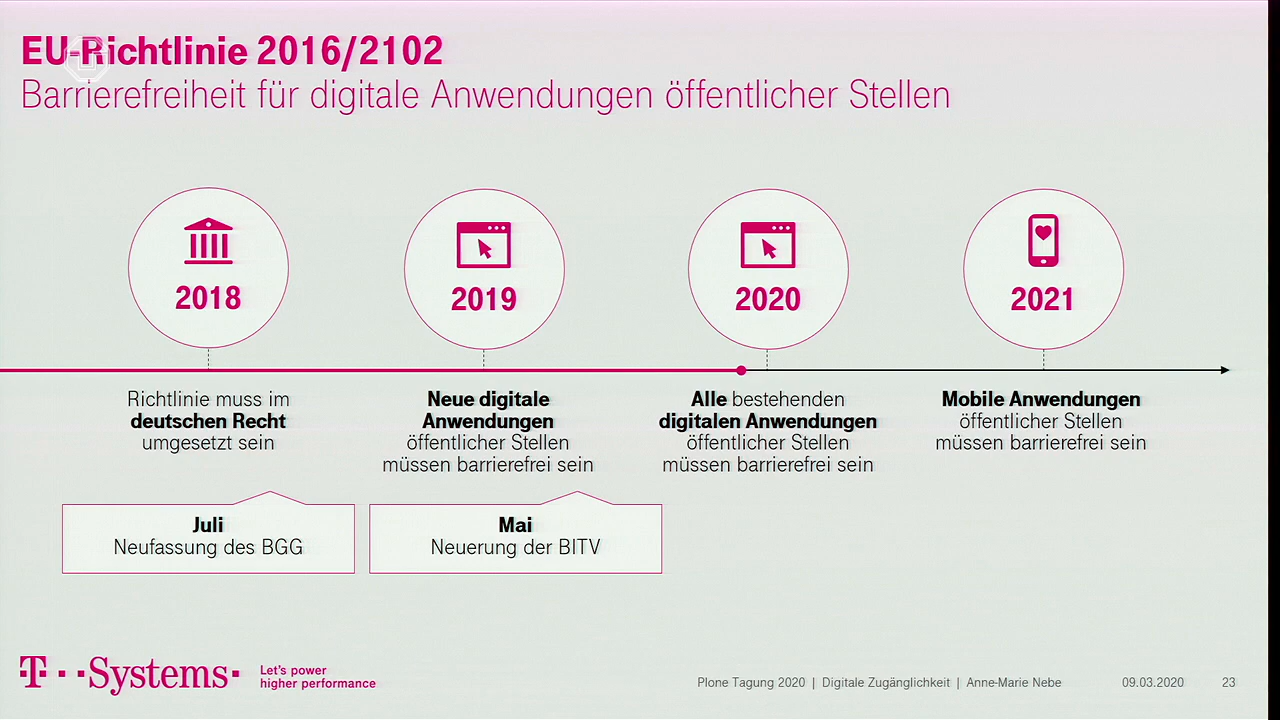 EU-Richtlinie 2016/2102
Barrierefreiheit für digitale Anwendungen öffentlicher Stellen
2018
2019
2020
2021
Richtlinie muss im
deutschen Recht
umgesetzt sein
Neue digitale
Anwendungen
öffentlicher Stellen
müssen barrierefrei sein
Alle bestehenden
digitalen Anwendungen
öffentlicher Stellen
müssen barrierefrei sein
Mobile Anwendungen
öffentlicher Stellen
müssen barrierefrei sein
Juli
Neufassung des BGG
Mai
Neuerung der BITV
T··Systems·
Let's power
higher performance
Plone Tagung 2020 | Digitale Zugänglichkeit | Anne-Marie Nebe 09.03.2020 23